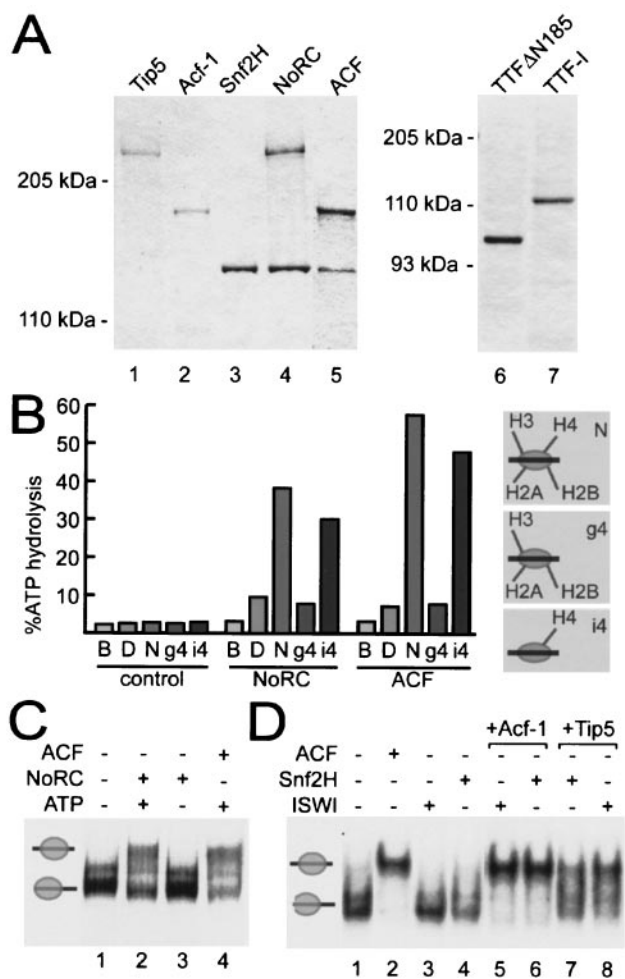 A
Tip5 Acf-1 Snf2H NoRC ACF
205 kDa -
110 kDa -
1 2 3 4 5
TTFΔN185 TTF-I
205 kDa -
110 kDa -
93 kDa -
6 7
B
%ATP hydrolysis
60
50
40
30
20
10
B D N g4 i4 B D N g4 i4 B D N g4 i4
control NoRC ACF
H3 H4 N
H2A H2B
H3 g4
H2A H2B
H4 i4
C
ACF - - - +
NoRC - + + -
ATP - + - +
1 2 3 4
D
+Acf-1 +Tip5
ACF - + - - - - - -
Snf2H - - - + - + + -
ISWI - - + - + - - +
1 2 3 4 5 6 7 8